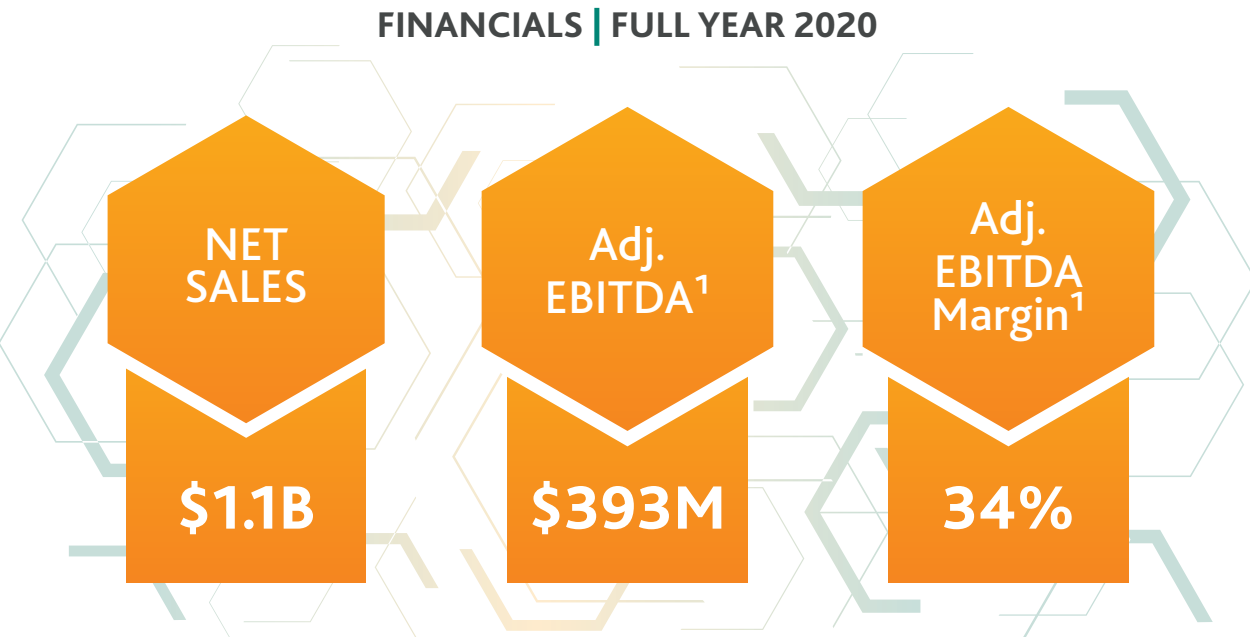 FINANCIALS | FULL YEAR 2020
NET
SALES
$1.1B
Adj.
EBITDA¹
$393M
Adj.
EBITDA
Margin¹
34%